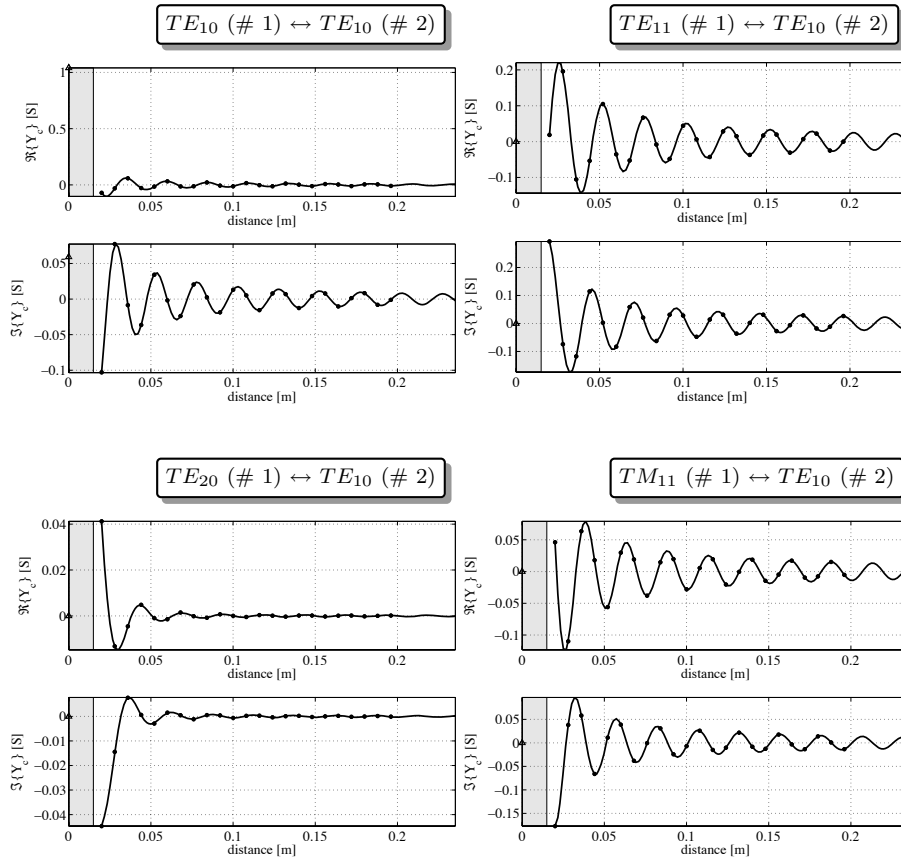 TE10 (# 1) ↔ TE10 (# 2)
ℜ{Yc} [S]
1
0.5
0
0 0.05 0.1 0.15 0.2
distance [m]
ℑ{Yc} [S]
0.05
0
−0.05
−0.1
0 0.05 0.1 0.15 0.2
distance [m]
TE11 (# 1) ↔ TE10 (# 2)
ℜ{Yc} [S]
0.2
0.1
0
−0.1
0 0.05 0.1 0.15 0.2
distance [m]
ℑ{Yc} [S]
0.2
0.1
0
−0.1
0 0.05 0.1 0.15 0.2
distance [m]
TE20 (# 1) ↔ TE10 (# 2)
ℜ{Yc} [S]
0.04
0.02
0
0 0.05 0.1 0.15 0.2
distance [m]
ℑ{Yc} [S]
0
−0.01
−0.02
−0.03
−0.04
0 0.05 0.1 0.15 0.2
distance [m]
TM11 (# 1) ↔ TE10 (# 2)
ℜ{Yc} [S]
0.05
0
−0.05
−0.1
0 0.05 0.1 0.15 0.2
distance [m]
ℑ{Yc} [S]
0.05
0
−0.05
−0.1
−0.15
0 0.05 0.1 0.15 0.2
distance [m]